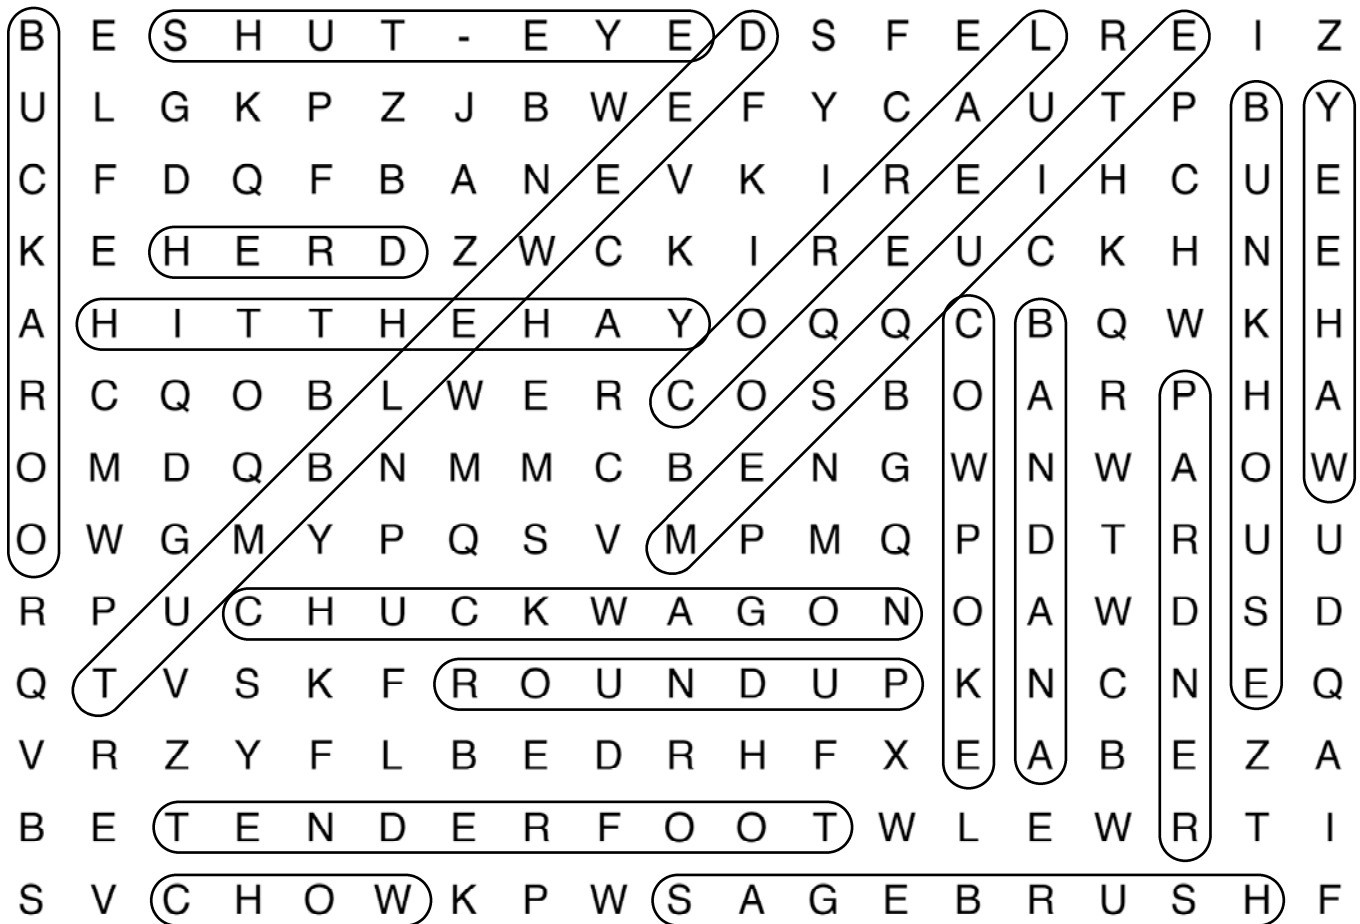 B E S H U T - E Y E D S F E L R E I Z
U L G K P Z J B W E F Y C A U T P B Y
C F D Q F B A N E V K I R E I H C U E
K E H E R D Z W C K I R E U C K H N E
A H I T T H E H A Y O Q Q C B Q W K H
R C Q O B L W E R C O S B O A R P H A
O M D Q B N M M C B E N G W N W A O W
O W G M Y P Q S V M P M Q P D T R U U
R P U C H U C K W A G O N O A W D S D
Q T V S K F R O U N D U P K N C N E Q
V R Z Y F L B E D R H F X E A B E Z A
B E T E N D E R F O O T W L E W R T I
S V C H O W K P W S A G E B R U S H F